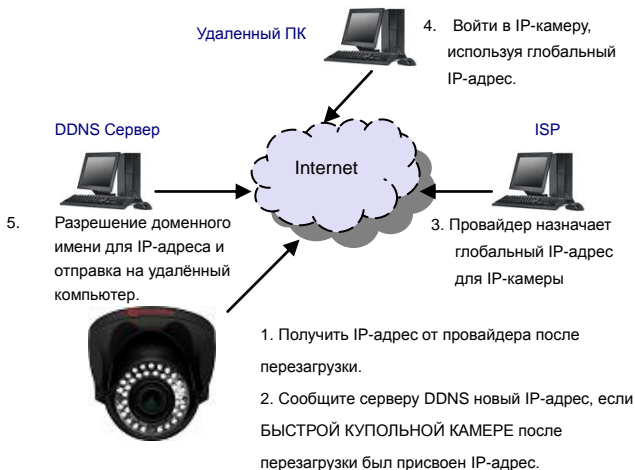 Удаленный ПК
4. Войти в IP-камеру,
используя глобальный
IP-адрес.
DDNS Сервер
ISP
Internet
5. Разрешение доменного
имени для IP-адреса и
отправка на удалённый
компьютер.
3. Провайдер назначает
глобальный IP-адрес
для IP-камеры
1. Получить IP-адрес от провайдера после
перезагрузки.
2. Сообщите серверу DDNS новый IP-адрес, если
БЫСТРОЙ КУПОЛЬНОЙ КАМЕРЕ после
перезагрузки был присвоен IP-адрес.